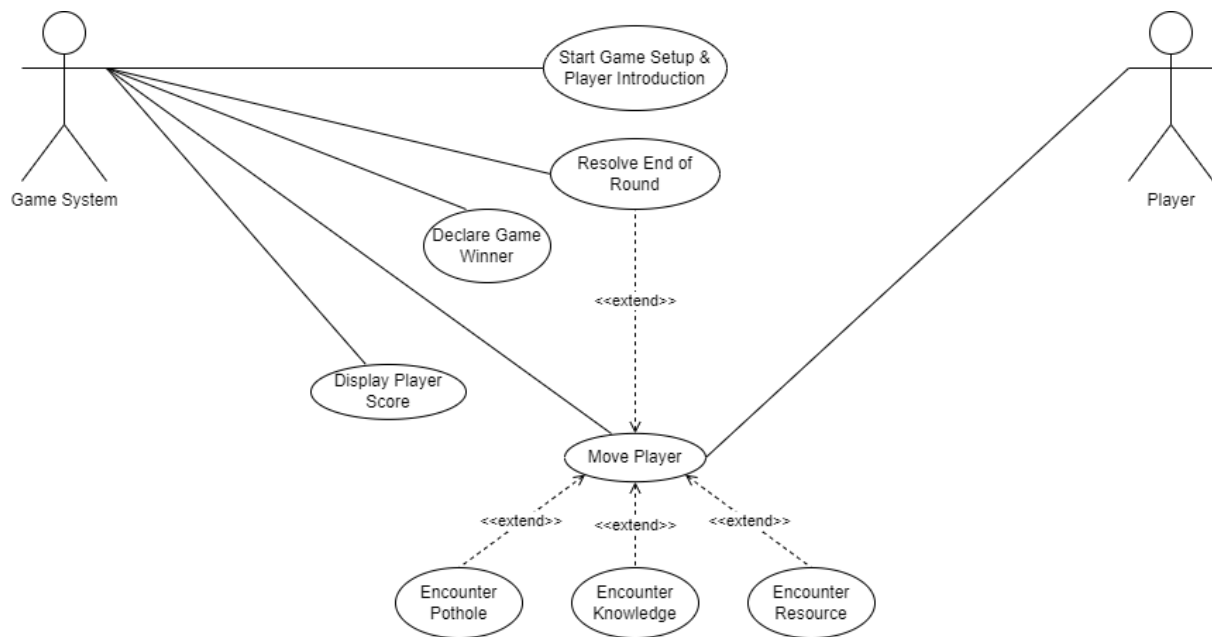 Start Game Setup &
Player Introduction
Resolve End of
Round
Game System
Player
Declare Game
Winner
<<extend>>
Display Player
Score
Move Player
<<extend>>
<<extend>>
<<extend>>
Encounter
Pothole
Encounter
Knowledge
Encounter
Resource